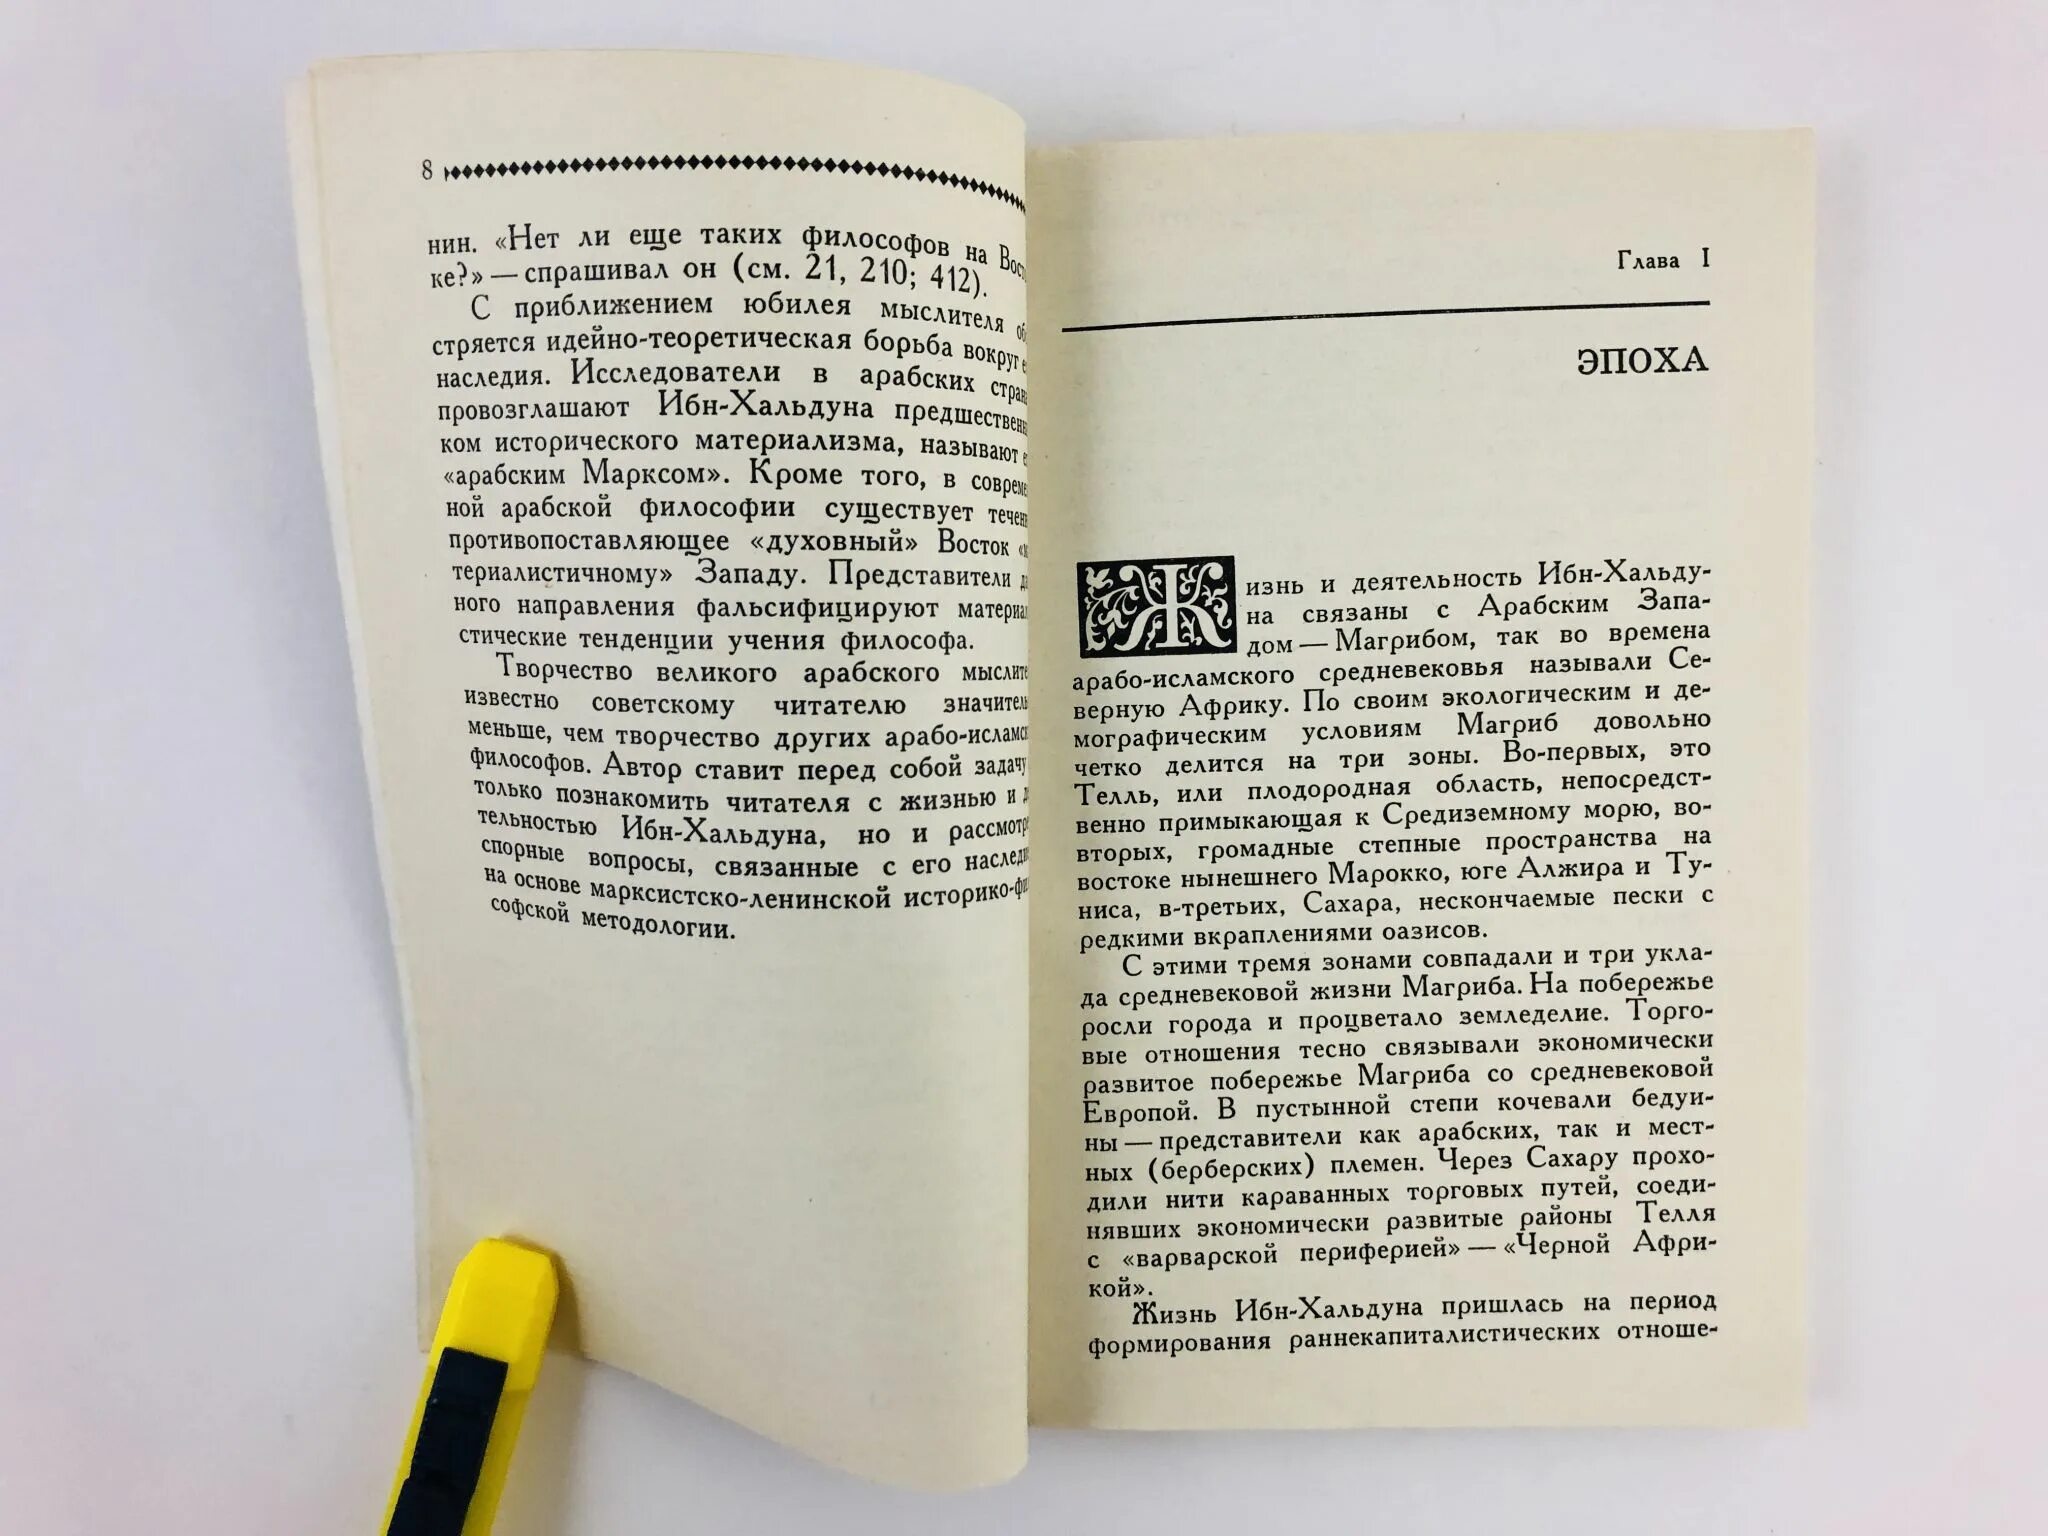 8
нин. «Нет ли еще таких философов на Вост
ке?» — спрашивал он (см. 21, 210; 412).
С приближением юбилея мыслителя об
стряется идейно-теоретическая борьба вокруг е
наследия. Исследователи в арабских стран
провозглашают Ибн-Хальдуна предшественн
ком исторического материализма, называют е
«арабским Марксом». Кроме того, в совреме
ной арабской философии существует течен
противопоставляющее «духовный» Восток «м
териалистичному» Западу. Представители да
ного направления фальсифицируют материал
стические тенденции учения философа.
Творчество великого арабского мыслите
известно советскому читателю значитель
меньше, чем творчество других арабо-исламс
философов. Автор ставит перед собой задачу
только познакомить читателя с жизнью и д
тельностью Ибн-Хальдуна, но и рассмотре
спорные вопросы, связанные с его наследи
на основе марксистско-ленинской историко-фи
софской методологии.
Глава I
ЭПОХА
Жизнь и деятельность Ибн-Хальду-
на связаны с Арабским Запа-
дом — Магрибом, так во времена
арабо-исламского средневековья называли Се-
верную Африку. По своим экологическим и де-
мографическим условиям Магриб довольно
четко делится на три зоны. Во-первых, это
Телль, или плодородная область, непосредст-
венно примыкающая к Средиземному морю, во-
вторых, громадные степные пространства на
востоке нынешнего Марокко, юге Алжира и Ту-
ниса, в-третьих, Сахара, нескончаемые пески с
редкими вкраплениями оазисов.
С этими тремя зонами совпадали и три укла-
да средневековой жизни Магриба. На побережье
росли города и процветало земледелие. Торго-
вые отношения тесно связывали экономически
развитое побережье Магриба со средневековой
Европой. В пустынной степи кочевали бедуи-
ны — представители как арабских, так и мест-
ных (берберских) племен. Через Сахару прохо-
дили нити караванных торговых путей, соеди-
нявших экономически развитые районы Телля
с «варварской периферией» — «Черной Афри-
кой».
Жизнь Ибн-Хальдуна пришлась на период
формирования раннекапиталистических отноше-